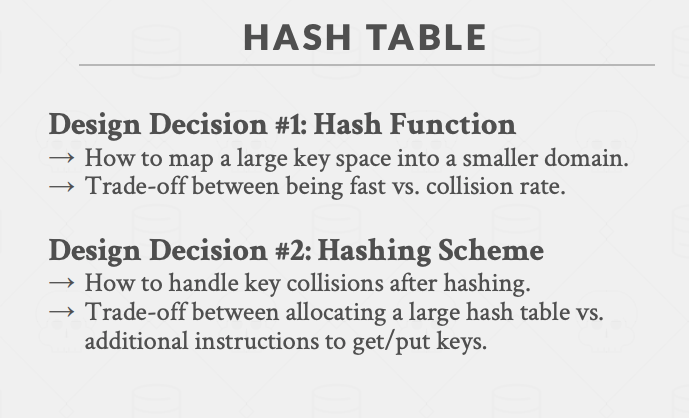 HASH TABLE
Design Decision #1: Hash Function
→ How to map a large key space into a smaller domain.
→ Trade-off between being fast vs. collision rate.
Design Decision #2: Hashing Scheme
→ How to handle key collisions after hashing.
→ Trade-off between allocating a large hash table vs.
additional instructions to get/put keys.